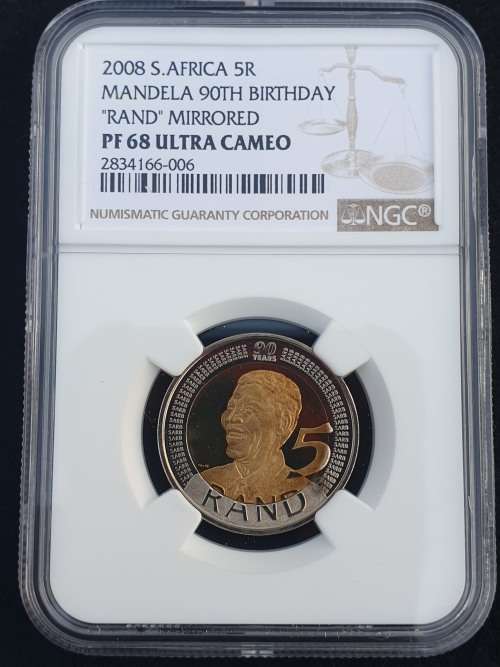 2008 S.AFRICA 5R
MANDELA 90TH BIRTHDAY
"RAND" MIRRORED
PF 68 ULTRA CAMEO
2834166-006
NUMISMATIC GUARANTY CORPORATION
NGC®
90
YEARS
5
RAND